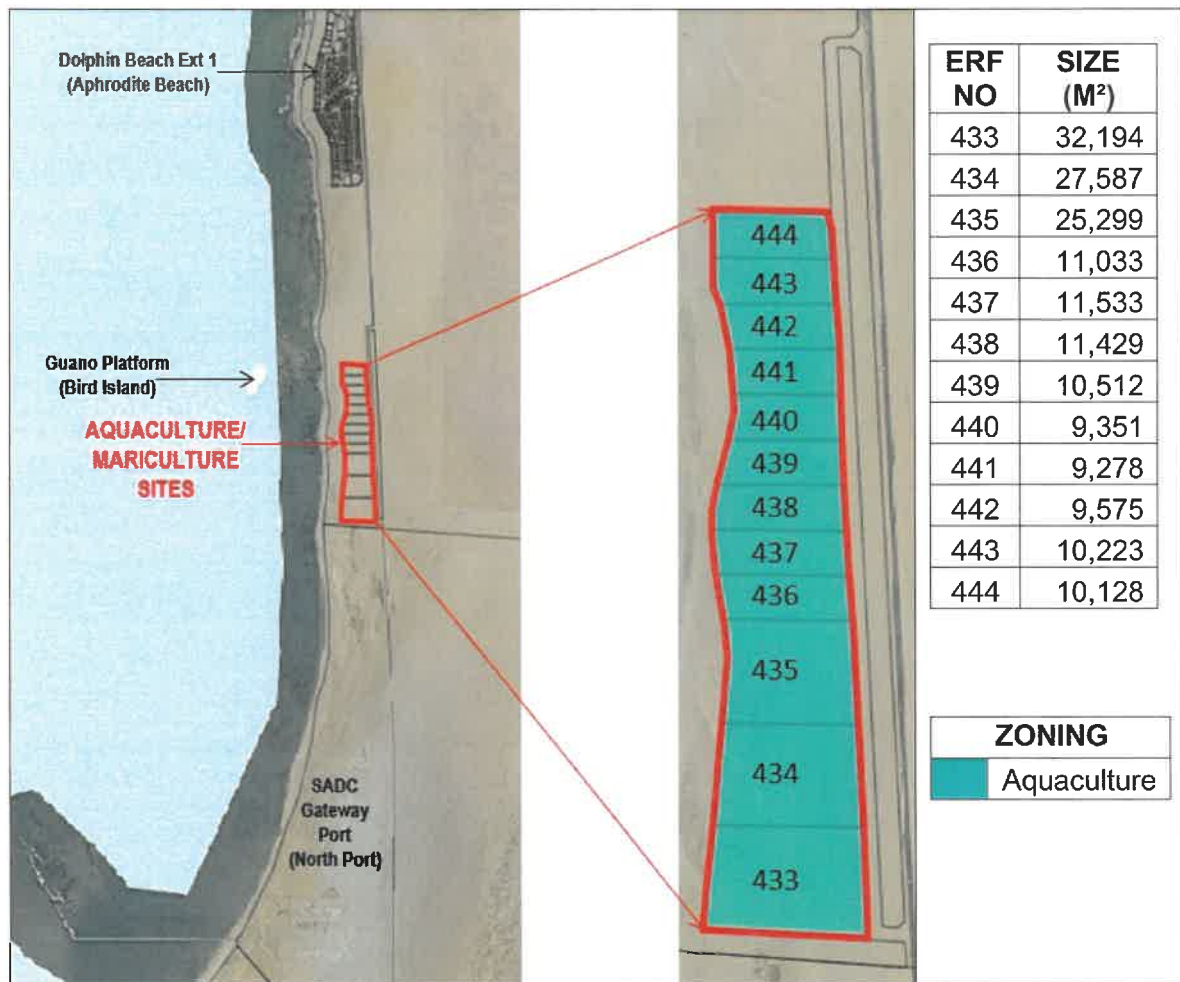 Dolphin Beach Ext 1
(Aphrodite Beach)
Guano Platform
(Bird Island)
AQUACULTURE/
MARICULTURE
SITES
SADC
Gateway
Port
(North Port)
444
443
442
441
440
439
438
437
436
435
434
433
ERF NO SIZE (M²)
433 32,194
434 27,587
435 25,299
436 11,033
437 11,533
438 11,429
439 10,512
440 9,351
441 9,278
442 9,575
443 10,223
444 10,128
ZONING
Aquaculture